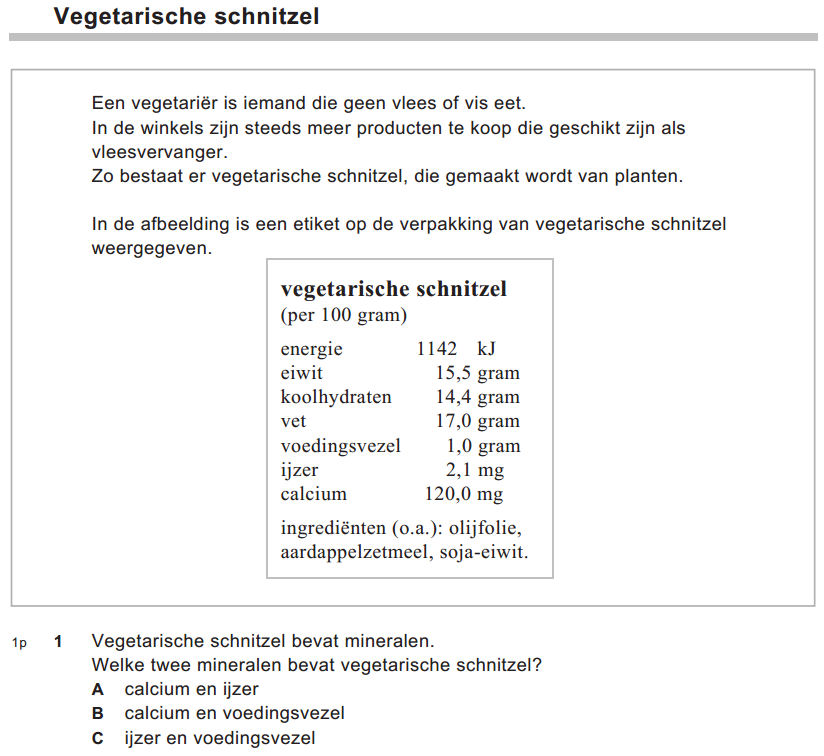 Vegetarische schnitzel
Een vegetariër is iemand die geen vlees of vis eet.
In de winkels zijn steeds meer producten te koop die geschikt zijn als
vleesvervanger.
Zo bestaat er vegetarische schnitzel, die gemaakt wordt van planten.
In de afbeelding is een etiket op de verpakking van vegetarische schnitzel
weergegeven.
vegetarische schnitzel
(per 100 gram)
energie 1142 kJ
eiwit 15,5 gram
koolhydraten 14,4 gram
vet 17,0 gram
voedingsvezel 1,0 gram
ijzer 2,1 mg
calcium 120,0 mg
ingrediënten (o.a.): olijfolie,
aardappelzetmeel, soja-eiwit.
1p 1 Vegetarische schnitzel bevat mineralen.
Welke twee mineralen bevat vegetarische schnitzel?
A calcium en ijzer
B calcium en voedingsvezel
C ijzer en voedingsvezel